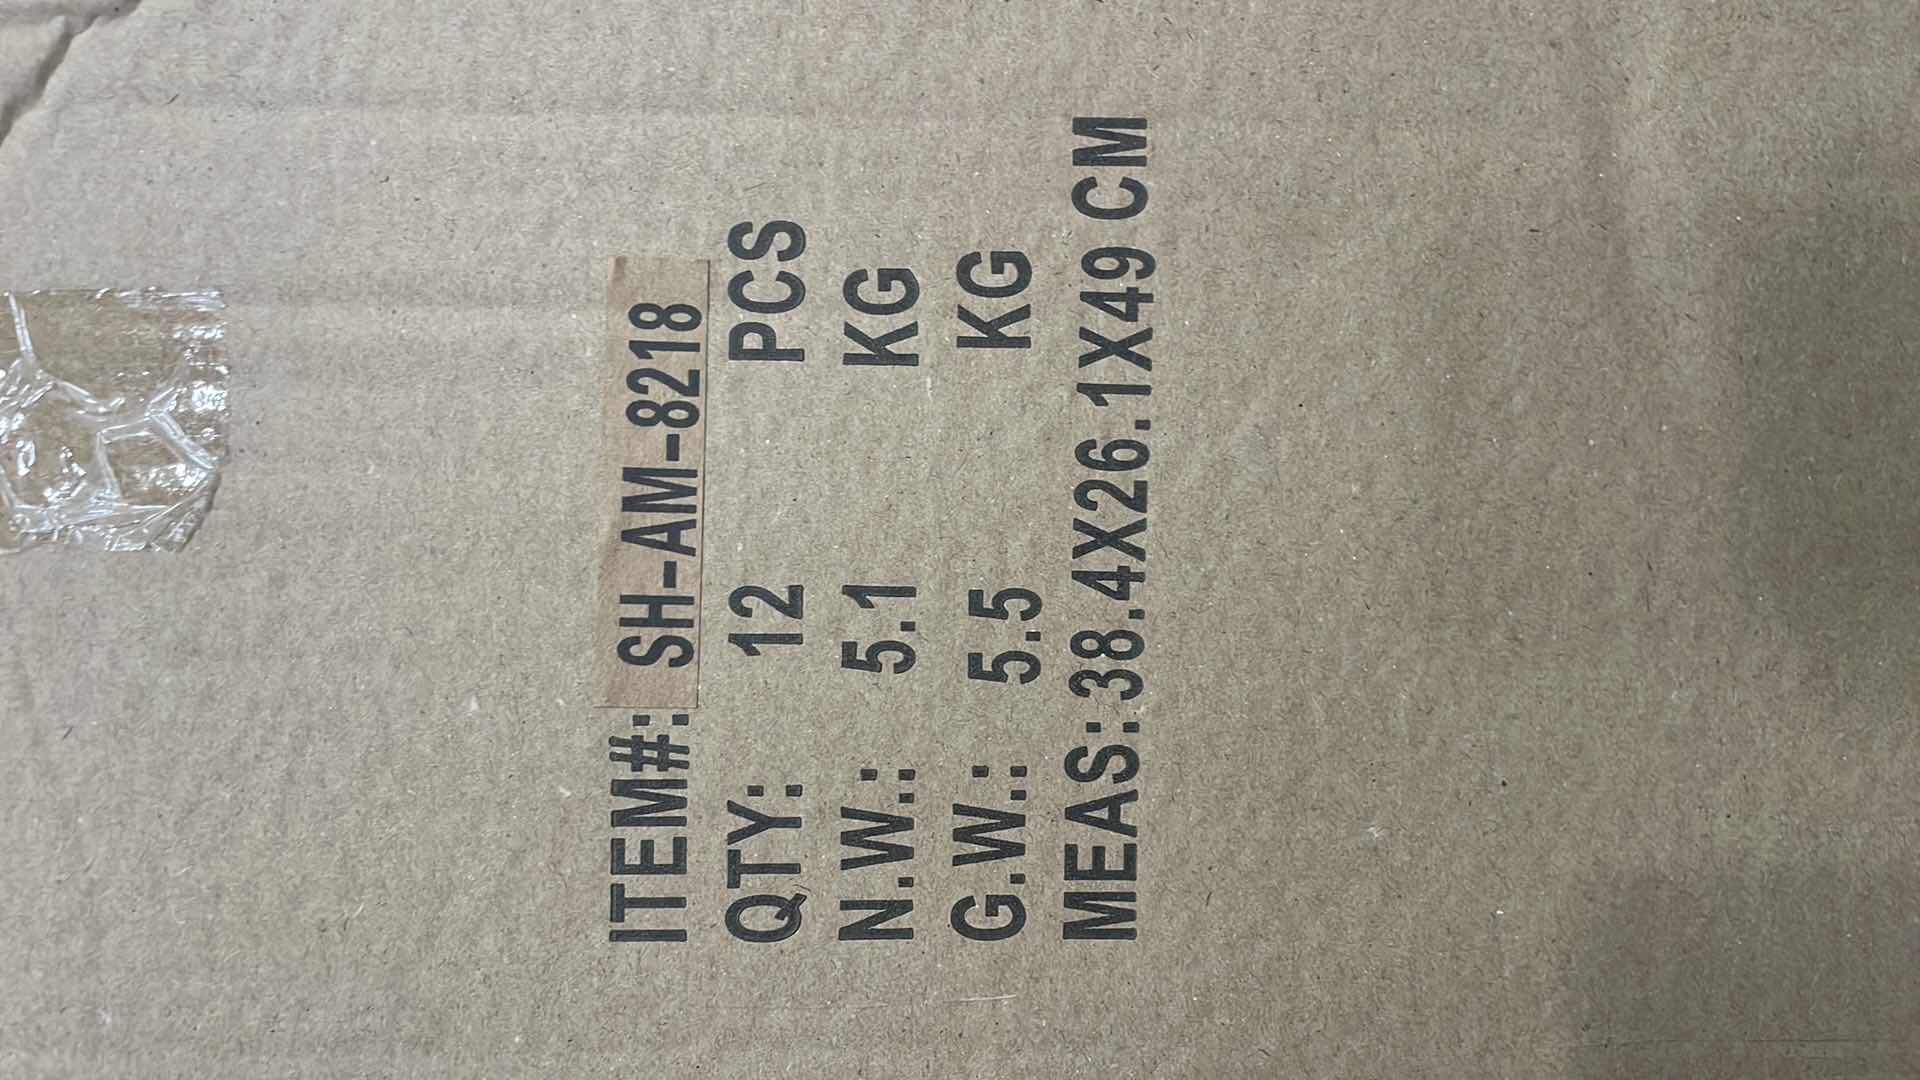 ITEM#: SH-AM-8218
QTY: 12 PCS
N.W.: 5.1 KG
G.W.: 5.5 KG
MEAS: 38.4X26.1X49 CM